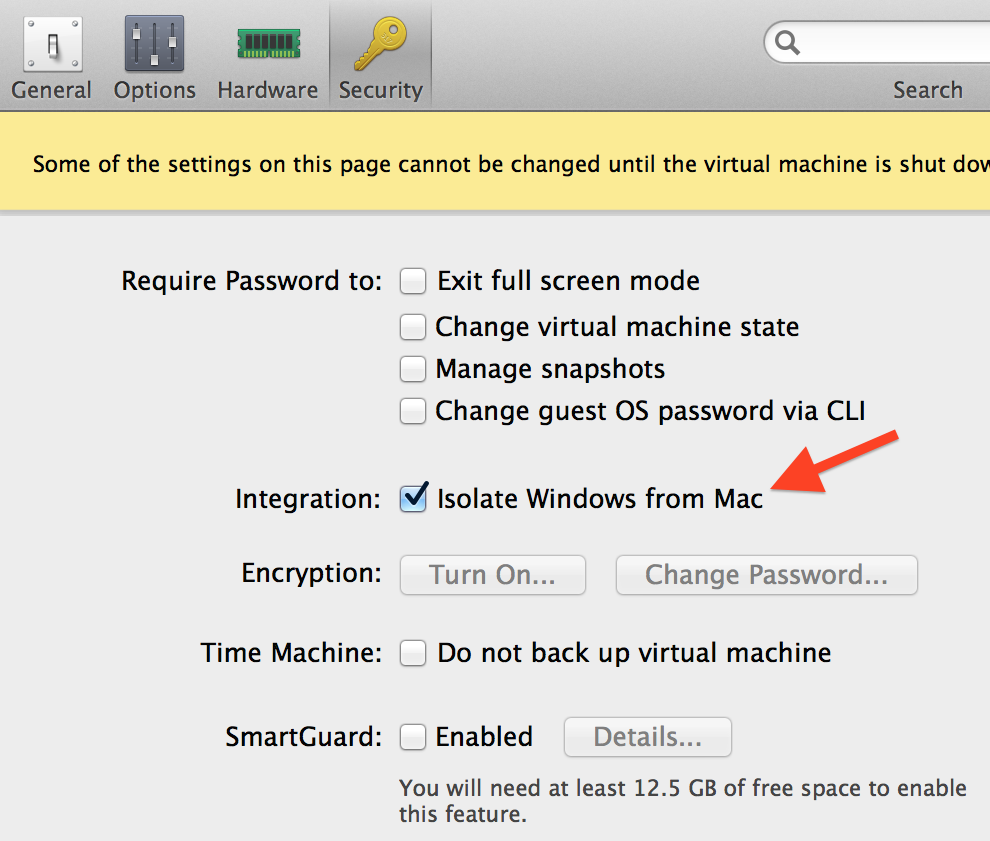 General Options Hardware Security Search
Some of the settings on this page cannot be changed until the virtual machine is shut dow
Require Password to: Exit full screen mode
Change virtual machine state
Manage snapshots
Change guest OS password via CLI
Integration: Isolate Windows from Mac
Encryption: Turn On... Change Password...
Time Machine: Do not back up virtual machine
SmartGuard: Enabled Details...
You will need at least 12.5 GB of free space to enable
this feature.